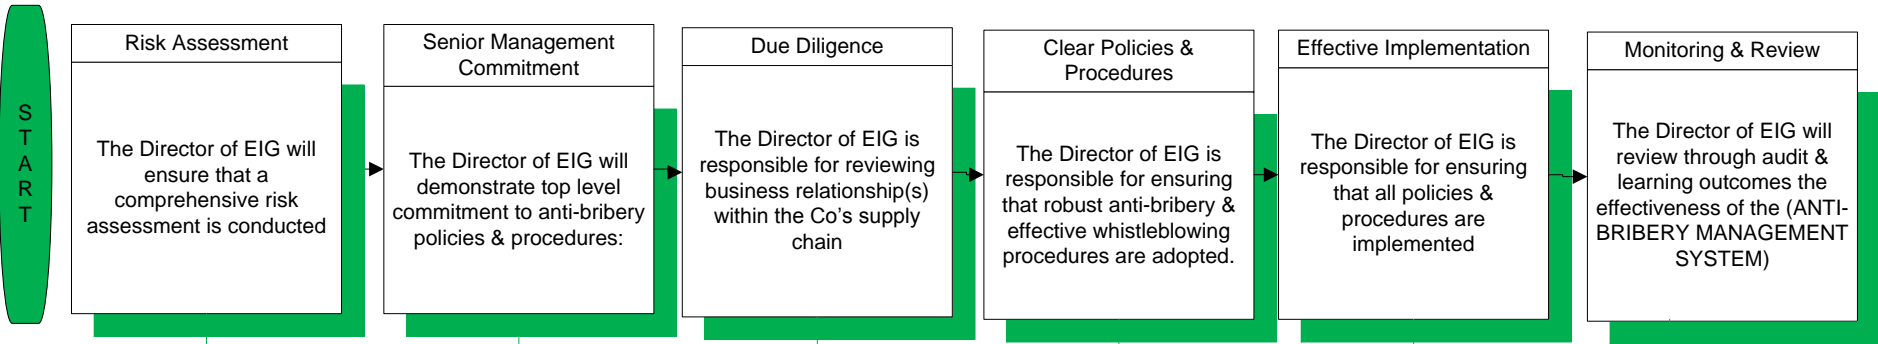 S
T
A
R
T
Risk Assessment
The Director of EIG will
ensure that a
comprehensive risk
assessment is conducted
Senior Management
Commitment
The Director of EIG will
demonstrate top level
commitment to anti-bribery
policies & procedures:
Due Diligence
The Director of EIG is
responsible for reviewing
business relationship(s)
within the Co’s supply
chain
Clear Policies &
Procedures
The Director of EIG is
responsible for ensuring
that robust anti-bribery &
effective whistleblowing
procedures are adopted.
Effective Implementation
The Director of EIG is
responsible for ensuring
that all policies &
procedures are
implemented
Monitoring & Review
The Director of EIG will
review through audit &
learning outcomes the
effectiveness of the (ANTI-
BRIBERY MANAGEMENT
SYSTEM)